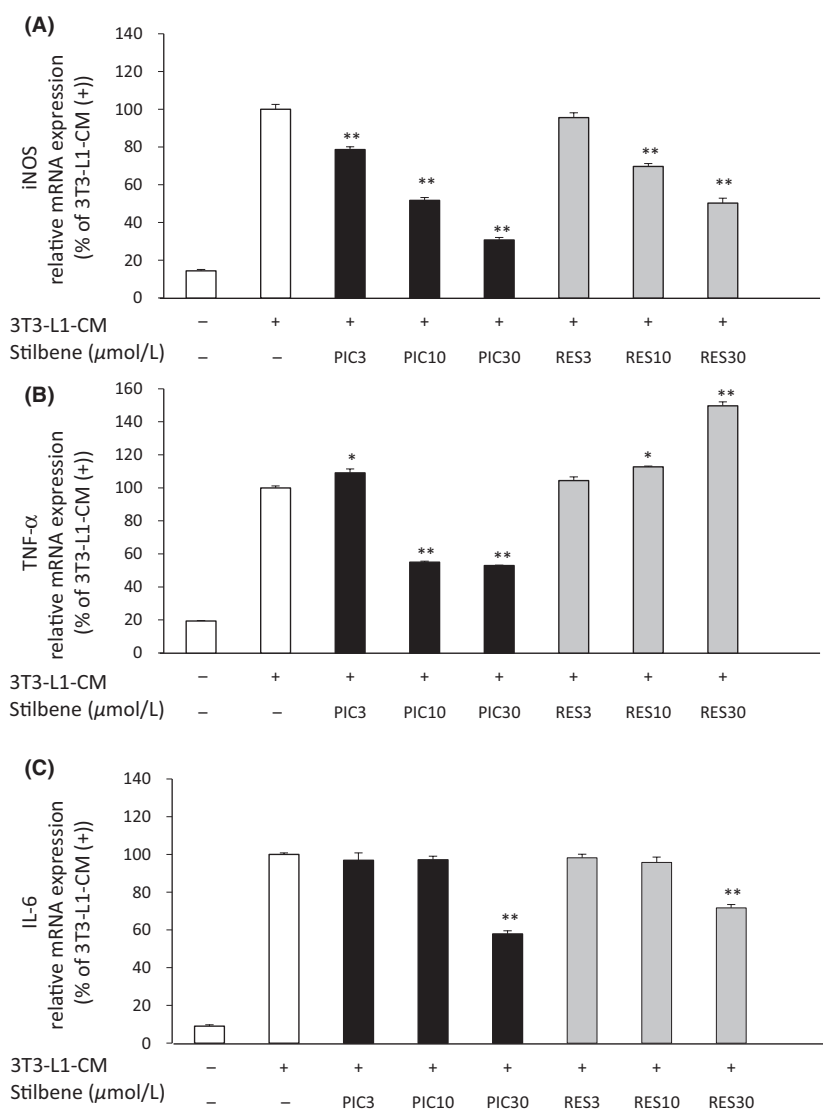 (A)
iNOS
relative mRNA expression
(% of 3T3-L1-CM (+))
140
120
100
80
60
40
20
0
** ** ** ** **
3T3-L1-CM – + + + + + + +
Stilbene (μmol/L) – – PIC3 PIC10 PIC30 RES3 RES10 RES30
(B)
TNF-α
relative mRNA expression
(% of 3T3-L1-CM (+))
160
140
120
100
80
60
40
20
0
* ** ** * **
3T3-L1-CM – + + + + + + +
Stilbene (μmol/L) – – PIC3 PIC10 PIC30 RES3 RES10 RES30
(C)
IL-6
relative mRNA expression
(% of 3T3-L1-CM (+))
140
120
100
80
60
40
20
0
** **
3T3-L1-CM – + + + + + + +
Stilbene (μmol/L) – – PIC3 PIC10 PIC30 RES3 RES10 RES30